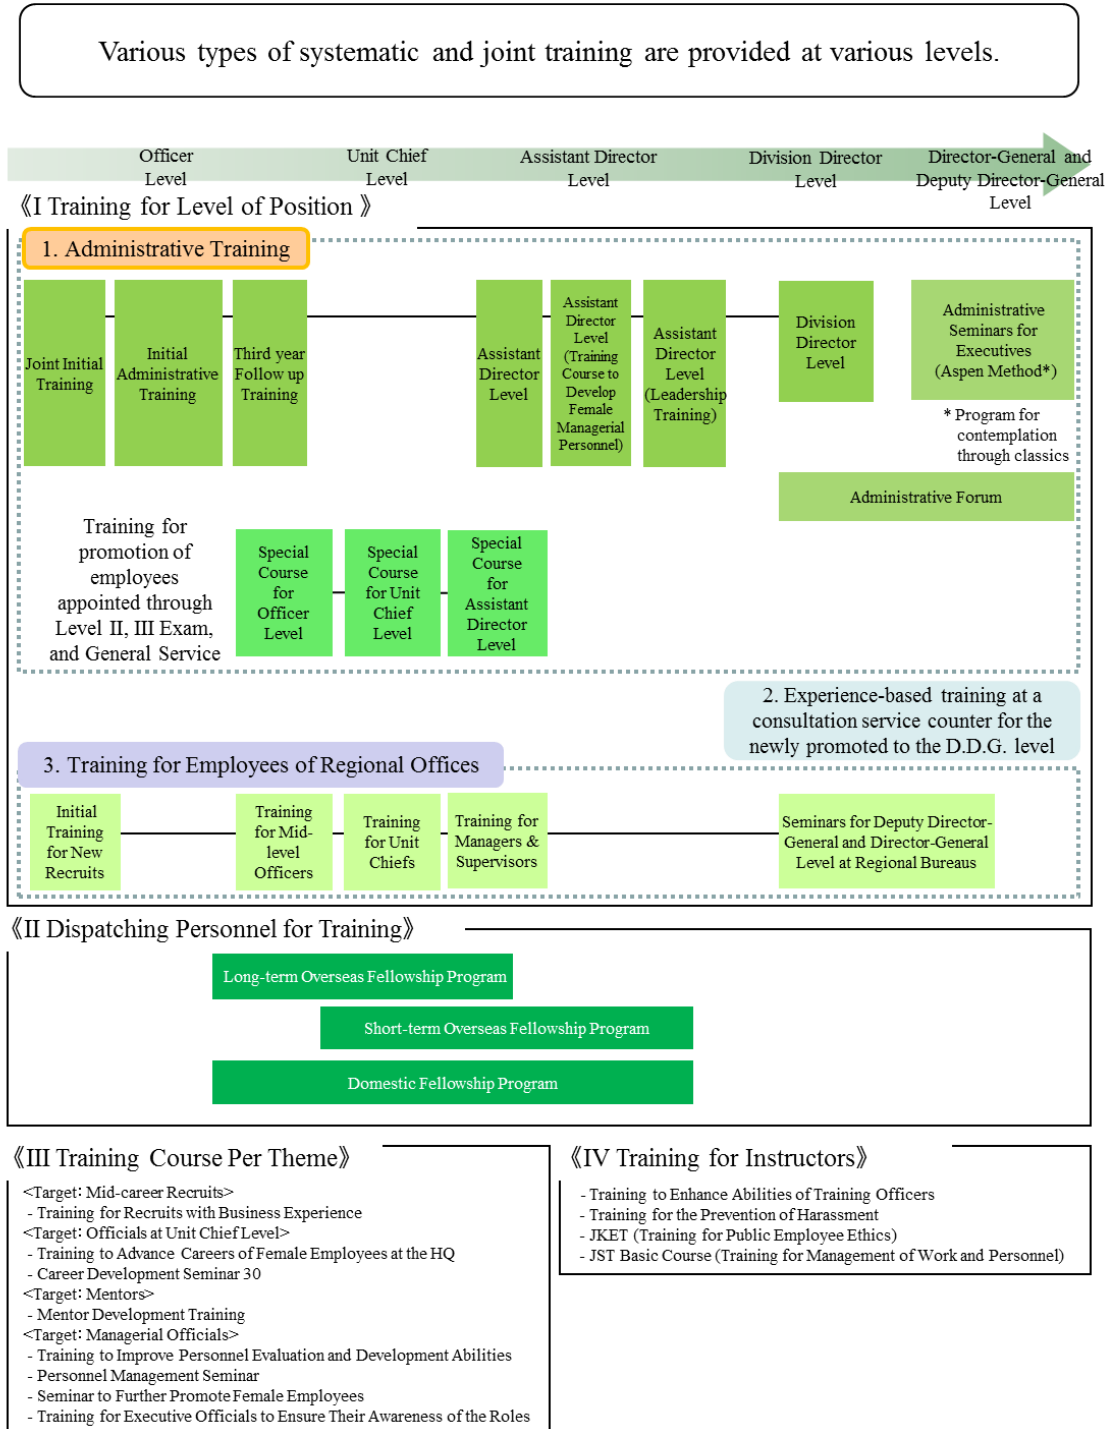 Various types of systematic and joint training are provided at various levels.
Officer
Level
Unit Chief
Level
Assistant Director
Level
Division Director
Level
Director-General and
Deputy Director-General
Level
《I Training for Level of Position 》
1. Administrative Training
Joint Initial
Training
Initial
Administrative
Training
Third year
Follow up
Training
Assistant
Director
Level
Assistant
Director
Level
(Training
Course to
Develop
Female
Managerial
Personnel)
Assistant
Director
Level
(Leadership
Training)
Division
Director
Level
Administrative
Seminars for
Executives
(Aspen Method*)
* Program for
contemplation
through classics
Administrative Forum
Training for
promotion of
employees
appointed through
Level II, III Exam,
and General Service
Special
Course
for
Officer
Level
Special
Course
for Unit
Chief
Level
Special
Course
for
Assistant
Director
Level
2. Experience-based training at a
consultation service counter for the
newly promoted to the D.D.G. level
3. Training for Employees of Regional Offices
Initial
Training
for New
Recruits
Training
for Mid-
level
Officers
Training
for Unit
Chiefs
Training for
Managers &
Supervisors
Seminars for Deputy Director-
General and Director-General
Level at Regional Bureaus
《II Dispatching Personnel for Training》
Long-term Overseas Fellowship Program
Short-term Overseas Fellowship Program
Domestic Fellowship Program
《III Training Course Per Theme》
<Target: Mid-career Recruits>
- Training for Recruits with Business Experience
<Target: Officials at Unit Chief Level>
- Training to Advance Careers of Female Employees at the HQ
- Career Development Seminar 30
<Target: Mentors>
- Mentor Development Training
<Target: Managerial Officials>
- Training to Improve Personnel Evaluation and Development Abilities
- Personnel Management Seminar
- Seminar to Further Promote Female Employees
- Training for Executive Officials to Ensure Their Awareness of the Roles
《IV Training for Instructors》
- Training to Enhance Abilities of Training Officers
- Training for the Prevention of Harassment
- JKET (Training for Public Employee Ethics)
- JST Basic Course (Training for Management of Work and Personnel)